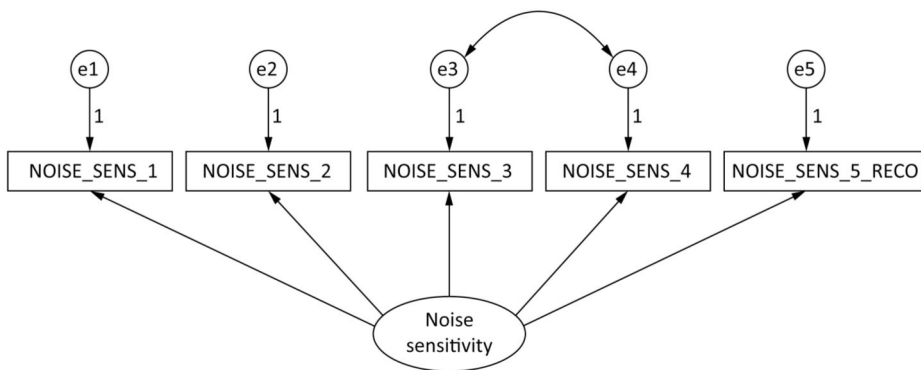 e1 e2 e3 e4 e5
1 1 1 1 1
NOISE_SENS_1 NOISE_SENS_2 NOISE_SENS_3 NOISE_SENS_4 NOISE_SENS_5_RECO
Noise
sensitivity